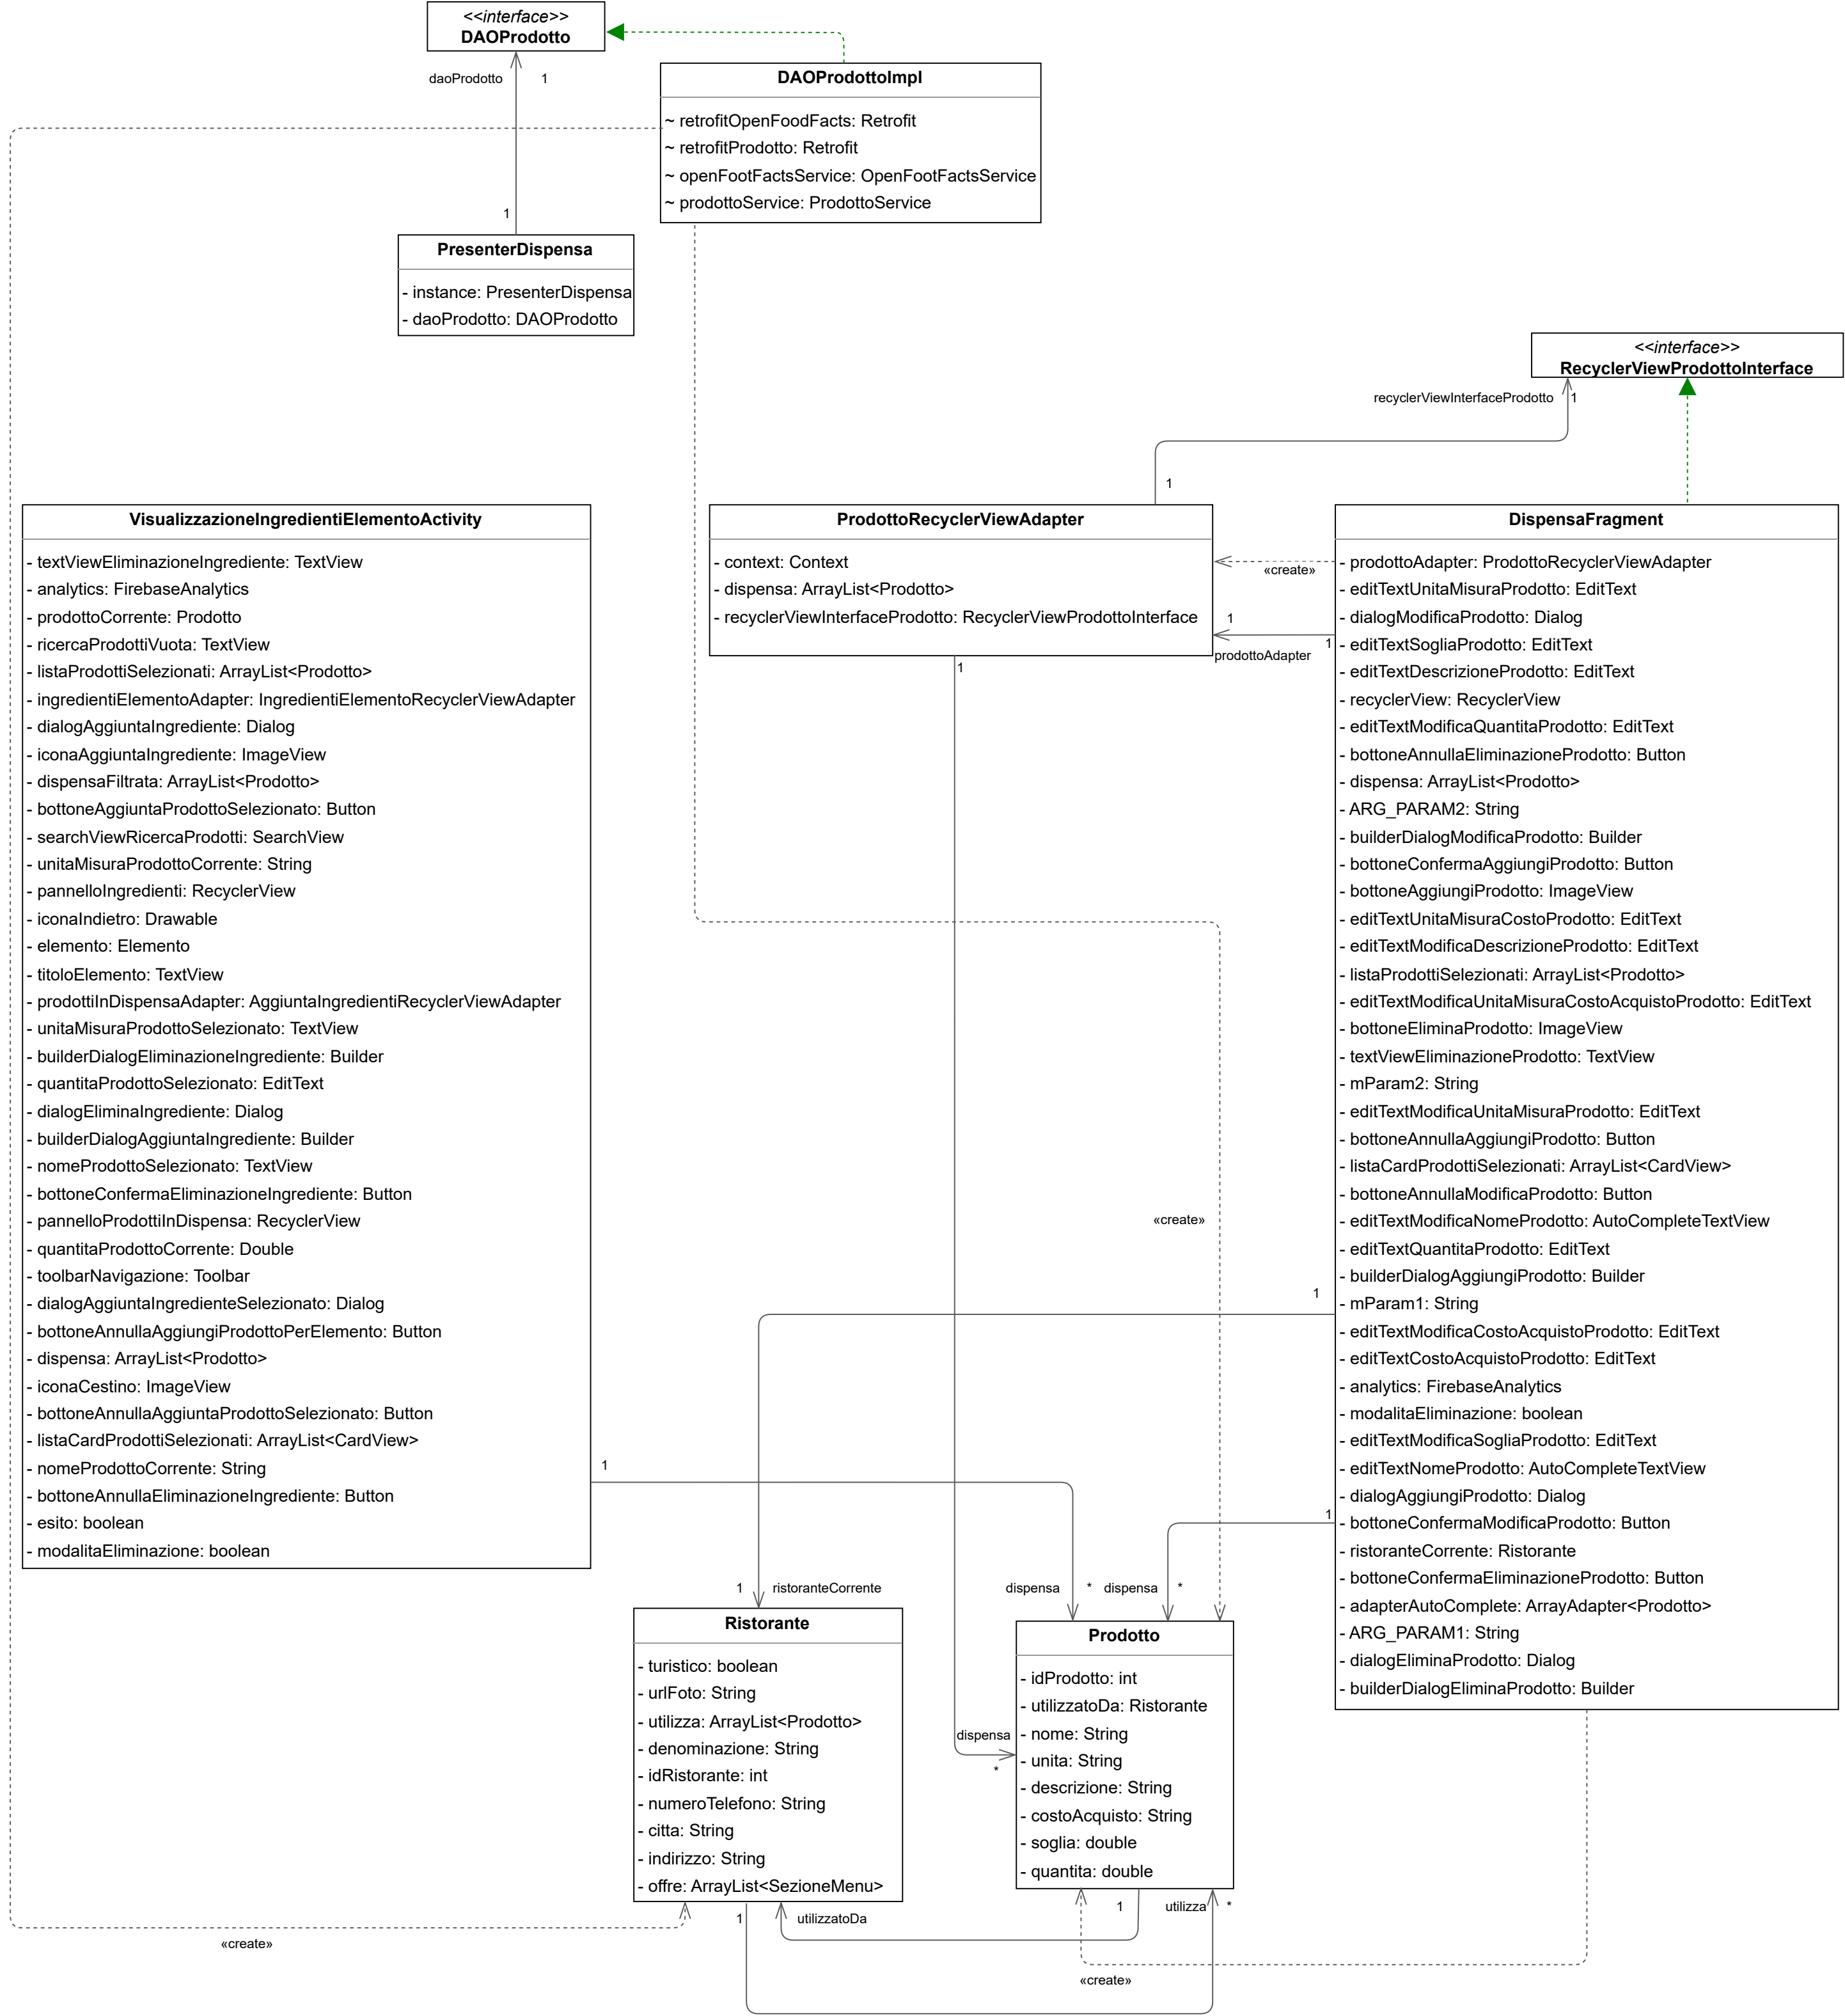 <<interface>>
DAOProdotto
daoProdotto
1
1
DAOProdottoImpl
~ retrofitOpenFoodFacts: Retrofit
~ retrofitProdotto: Retrofit
~ openFootFactsService: OpenFootFactsService
~ prodottoService: ProdottoService
PresenterDispensa
- instance: PresenterDispensa
- daoProdotto: DAOProdotto
<<interface>>
RecyclerViewProdottoInterface
recyclerViewInterfaceProdotto
1
1
VisualizzazioneIngredientiElementoActivity
- textViewEliminazioneIngrediente: TextView
- analytics: FirebaseAnalytics
- prodottoCorrente: Prodotto
- ricercaProdottiVuota: TextView
- listaProdottiSelezionati: ArrayList<Prodotto>
- ingredientiElementoAdapter: IngredientiElementoRecyclerViewAdapter
- dialogAggiuntaIngrediente: Dialog
- iconaAggiuntaIngrediente: ImageView
- dispensaFiltrata: ArrayList<Prodotto>
- bottoneAggiuntaProdottoSelezionato: Button
- searchViewRicercaProdotti: SearchView
- unitaMisuraProdottoCorrente: String
- pannelloIngredienti: RecyclerView
- iconaIndietro: Drawable
- elemento: Elemento
- titoloElemento: TextView
- prodottiInDispensaAdapter: AggiuntaIngredientiRecyclerViewAdapter
- unitaMisuraProdottoSelezionato: TextView
- builderDialogEliminazioneIngrediente: Builder
- quantitaProdottoSelezionato: EditText
- dialogEliminaIngrediente: Dialog
- builderDialogAggiuntaIngrediente: Builder
- nomeProdottoSelezionato: TextView
- bottoneConfermaEliminazioneIngrediente: Button
- pannelloProdottiInDispensa: RecyclerView
- quantitaProdottoCorrente: Double
- toolbarNavigazione: Toolbar
- dialogAggiuntaIngredienteSelezionato: Dialog
- bottoneAnnullaAggiungiProdottoPerElemento: Button
- dispensa: ArrayList<Prodotto>
- iconaCestino: ImageView
- bottoneAnnullaAggiuntaProdottoSelezionato: Button
- listaCardProdottiSelezionati: ArrayList<CardView>
- nomeProdottoCorrente: String
- bottoneAnnullaEliminazioneIngrediente: Button
- esito: boolean
- modalitaEliminazione: boolean
ProdottoRecyclerViewAdapter
- context: Context
- dispensa: ArrayList<Prodotto>
- recyclerViewInterfaceProdotto: RecyclerViewProdottoInterface
1
«create»
1
1
prodottoAdapter
DispensaFragment
- prodottoAdapter: ProdottoRecyclerViewAdapter
- editTextUnitaMisuraProdotto: EditText
- dialogModificaProdotto: Dialog
- editTextSogliaProdotto: EditText
- editTextDescrizioneProdotto: EditText
- recyclerView: RecyclerView
- editTextModificaQuantitaProdotto: EditText
- bottoneAnnullaEliminazioneProdotto: Button
- dispensa: ArrayList<Prodotto>
- ARG_PARAM2: String
- builderDialogModificaProdotto: Builder
- bottoneConfermaAggiungiProdotto: Button
- bottoneAggiungiProdotto: ImageView
- editTextUnitaMisuraCostoProdotto: EditText
- editTextModificaDescrizioneProdotto: EditText
- listaProdottiSelezionati: ArrayList<Prodotto>
- editTextModificaUnitaMisuraCostoAcquistoProdotto: EditText
- bottoneEliminaProdotto: ImageView
- textViewEliminazioneProdotto: TextView
- mParam2: String
- editTextModificaUnitaMisuraProdotto: EditText
- bottoneAnnullaAggiungiProdotto: Button
- listaCardProdottiSelezionati: ArrayList<CardView>
- bottoneAnnullaModificaProdotto: Button
- editTextModificaNomeProdotto: AutoCompleteTextView
- editTextQuantitaProdotto: EditText
- builderDialogAggiungiProdotto: Builder
- mParam1: String
- editTextModificaCostoAcquistoProdotto: EditText
- editTextCostoAcquistoProdotto: EditText
- analytics: FirebaseAnalytics
- modalitaEliminazione: boolean
- editTextModificaSogliaProdotto: EditText
- editTextNomeProdotto: AutoCompleteTextView
- dialogAggiungiProdotto: Dialog
- bottoneConfermaModificaProdotto: Button
- ristoranteCorrente: Ristorante
- bottoneConfermaEliminazioneProdotto: Button
- adapterAutoComplete: ArrayAdapter<Prodotto>
- ARG_PARAM1: String
- dialogEliminaProdotto: Dialog
- builderDialogEliminaProdotto: Builder
«create»
1
1
1
1
ristoranteCorrente
dispensa
*
dispensa
*
Ristorante
- turistico: boolean
- urlFoto: String
- utilizza: ArrayList<Prodotto>
- denominazione: String
- idRistorante: int
- numeroTelefono: String
- citta: String
- indirizzo: String
- offre: ArrayList<SezioneMenu>
dispensa
*
Prodotto
- idProdotto: int
- utilizzatoDa: Ristorante
- nome: String
- unita: String
- descrizione: String
- costoAcquisto: String
- soglia: double
- quantita: double
1
utilizzatoDa
1
utilizza
*
«create»
«create»